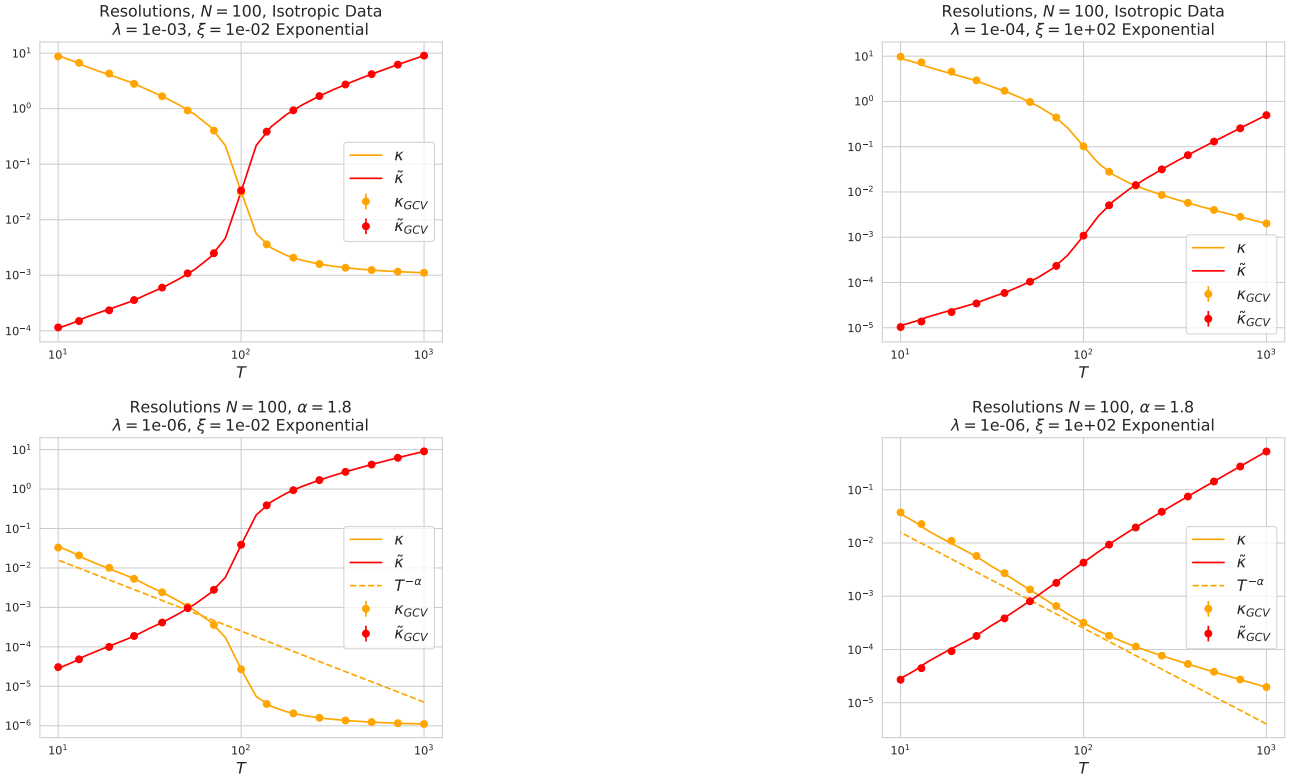 Resolutions, N = 100, Isotropic Data
λ = 1e-03, ξ = 1e-02 Exponential
10¹
10⁰
10⁻¹
10⁻²
10⁻³
10⁻⁴
κ
κ̃
κ_GCV
κ̃_GCV
10¹ 10² 10³
T
Resolutions, N = 100, Isotropic Data
λ = 1e-04, ξ = 1e+02 Exponential
10¹
10⁰
10⁻¹
10⁻²
10⁻³
10⁻⁴
10⁻⁵
κ
κ̃
κ_GCV
κ̃_GCV
10¹ 10² 10³
T
Resolutions N = 100, α = 1.8
λ = 1e-06, ξ = 1e-02 Exponential
10¹
10⁰
10⁻¹
10⁻²
10⁻³
10⁻⁴
10⁻⁵
10⁻⁶
κ
κ̃
T^−α
κ_GCV
κ̃_GCV
10¹ 10² 10³
T
Resolutions N = 100, α = 1.8
λ = 1e-06, ξ = 1e+02 Exponential
10⁻¹
10⁻²
10⁻³
10⁻⁴
10⁻⁵
κ
κ̃
T^−α
κ_GCV
κ̃_GCV
10¹ 10² 10³
T